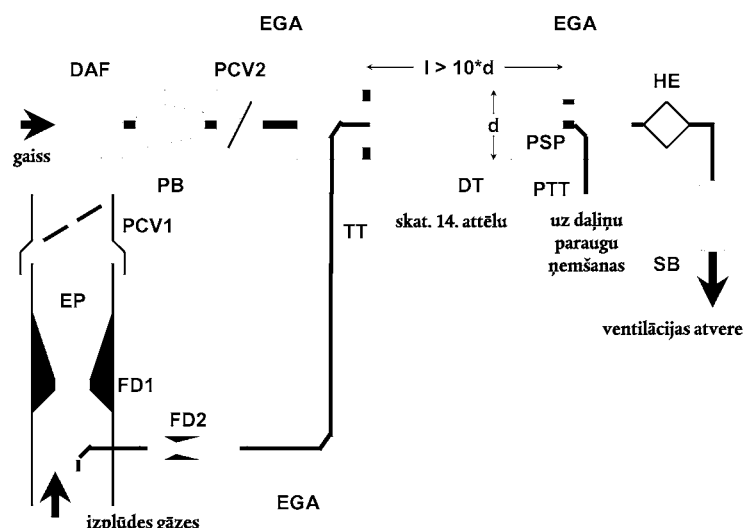 EGA
EGA
DAF
PCV2
l > 10*d
HE
gaiss
d
PSP
PB
DT
PTT
PCV1
TT
skat. 14. attēlu
uz daļiņu
paraugu
ņemšanas
SB
EP
ventilācijas atvere
FD1
FD2
EGA
izplūdes gāzes